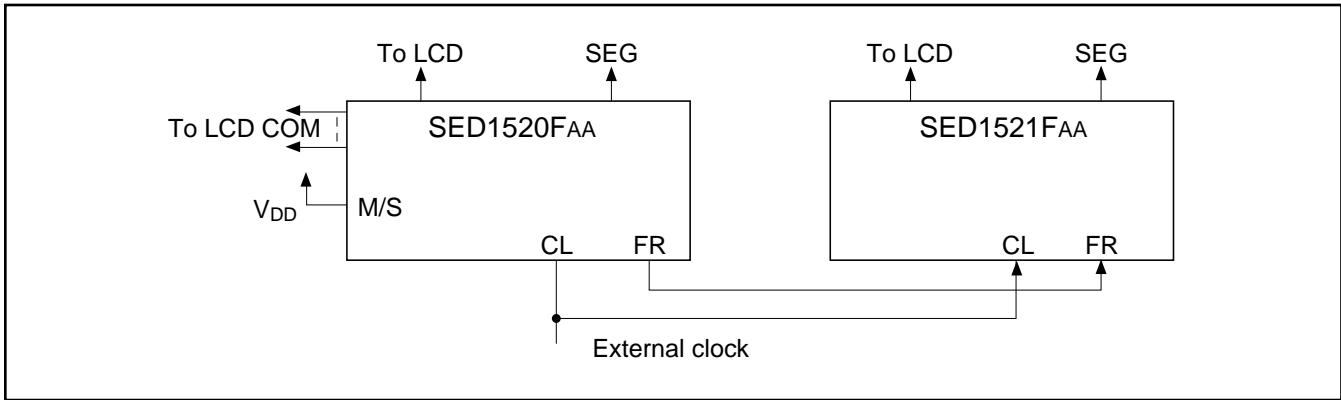 To LCD SEG
To LCD SEG
To LCD COM
SED1520FAA
SED1521FAA
VDD
M/S
CL FR
CL FR
External clock